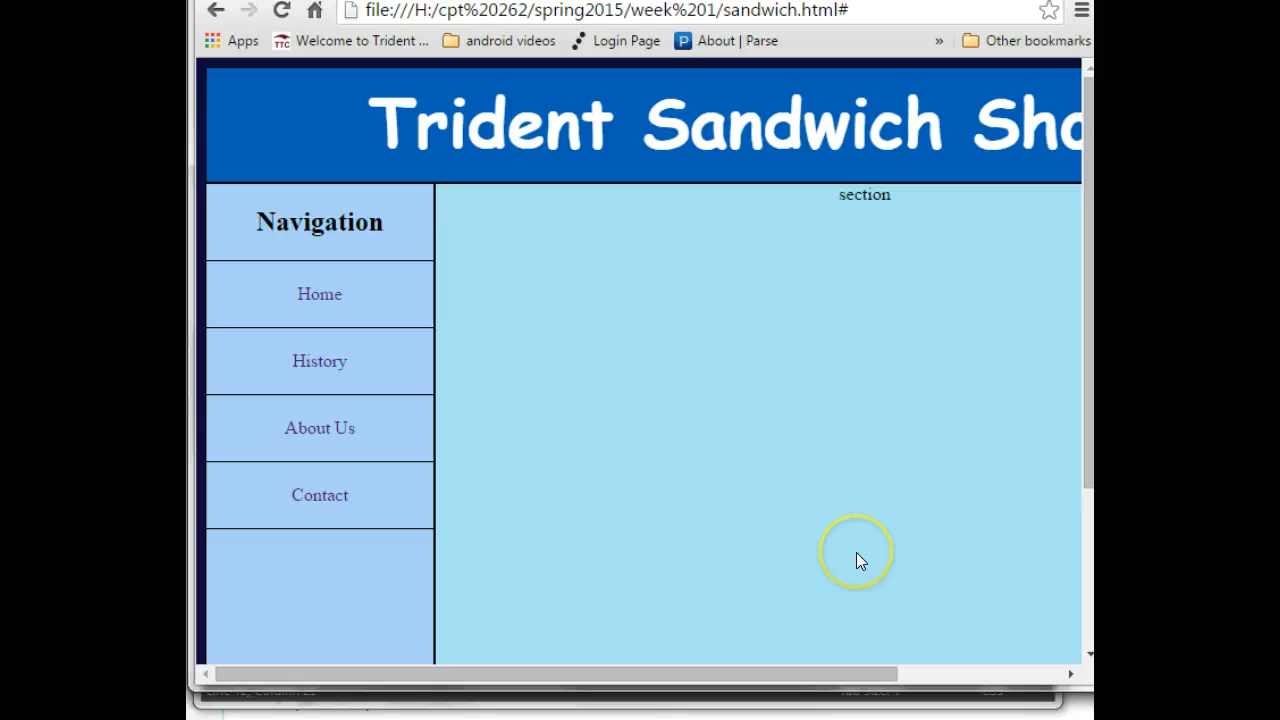 file:///H:/cpt%20262/spring2015/week%201/sandwich.html#
Apps TTC Welcome to Trident ... android videos Login Page P About | Parse » Other bookmarks
Trident Sandwich Sho
section
Navigation
Home
History
About Us
Contact